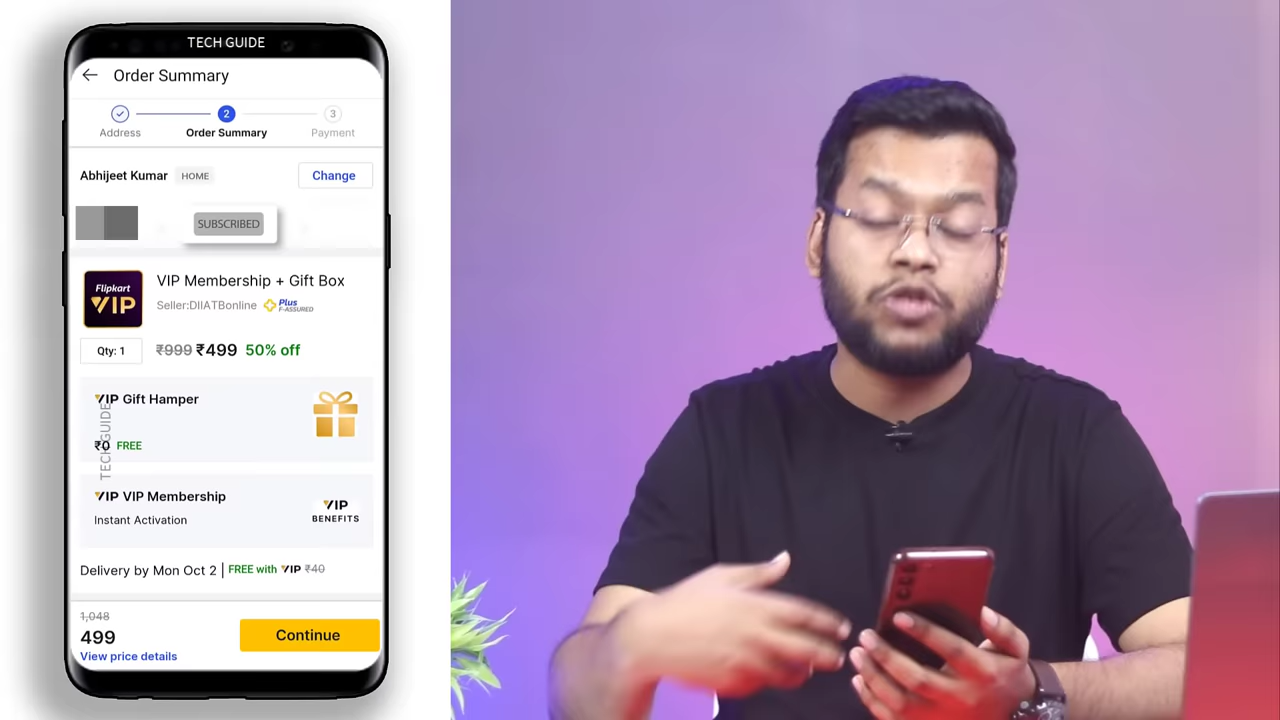 TECH GUIDE
Order Summary
2
3
Address
Order Summary
Payment
Abhijeet Kumar
HOME
Change
SUBSCRIBED
Flipkart
VIP
VIP Membership + Gift Box
Seller:DIIATBonline
Plus
F-ASSURED
Qty: 1
₹999 ₹499 50% off
VIP Gift Hamper
₹0 FREE
TECH GUIDE
VIP VIP Membership
Instant Activation
VIP
BENEFITS
Delivery by Mon Oct 2 | FREE with VIP ₹40
1,048
499
View price details
Continue